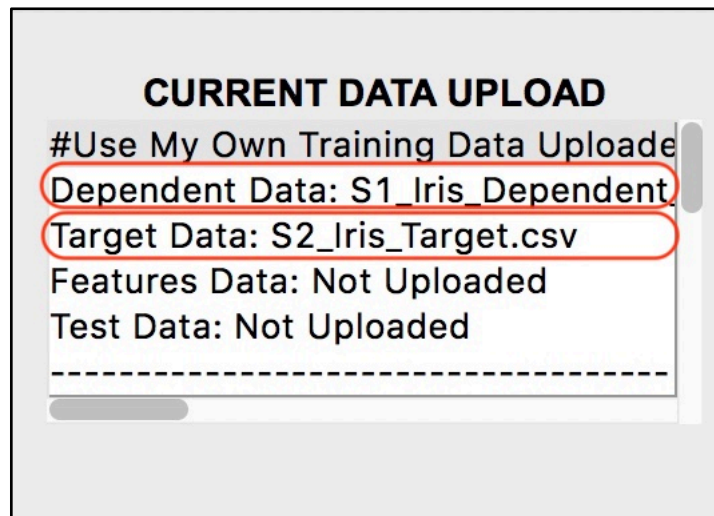 CURRENT DATA UPLOAD
#Use My Own Training Data Uploade
Dependent Data: S1_Iris_Dependent_
Target Data: S2_Iris_Target.csv
Features Data: Not Uploaded
Test Data: Not Uploaded
------------------------------------